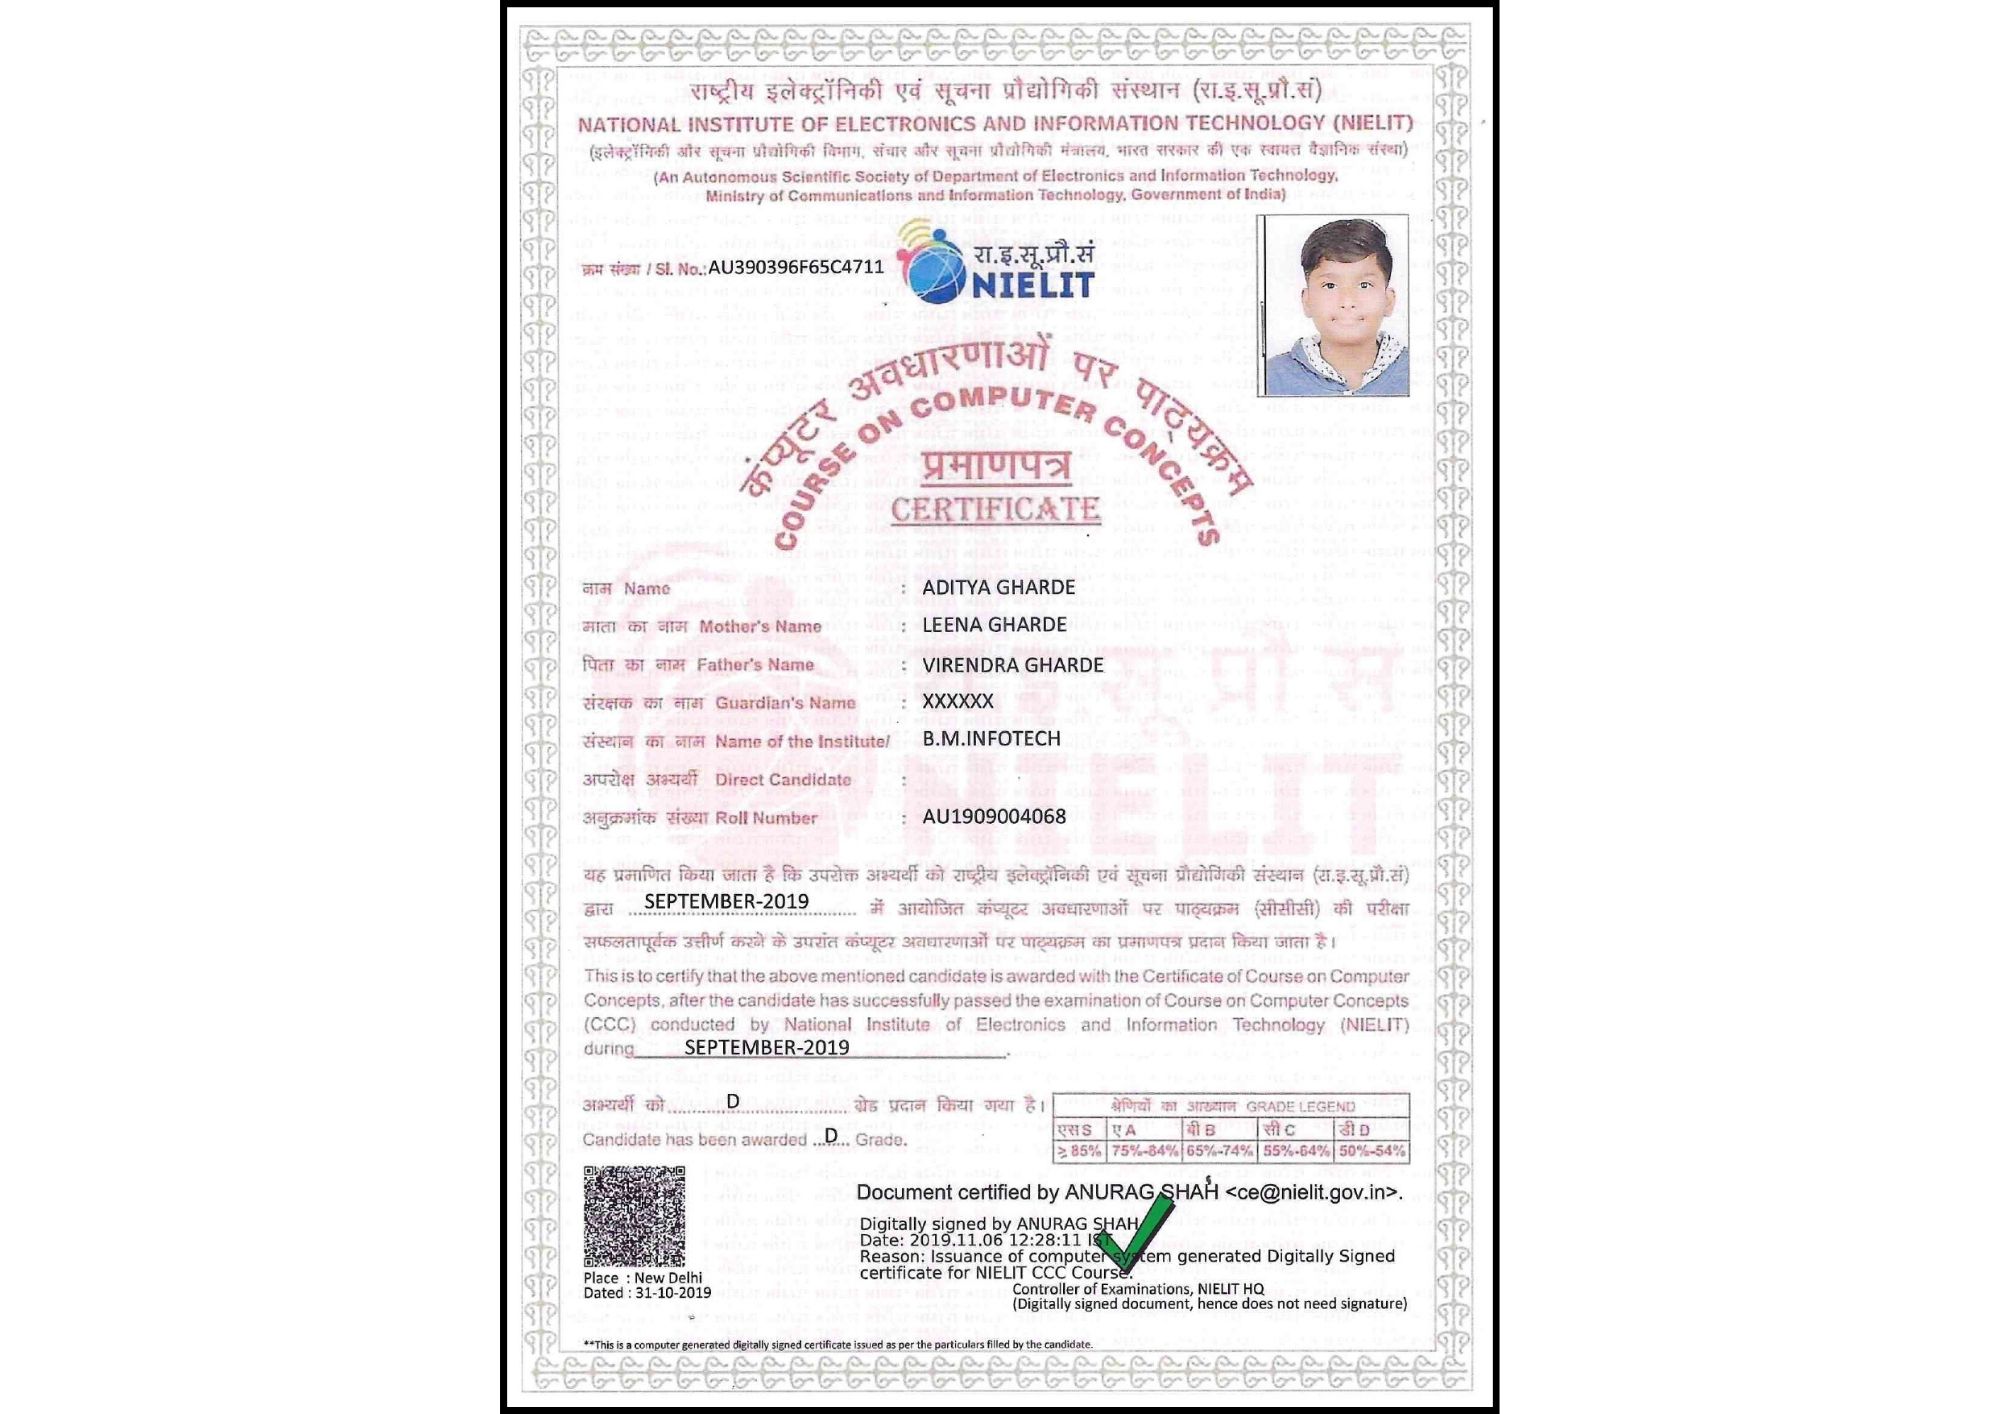 राष्ट्रीय इलेक्ट्रॉनिकी एवं सूचना प्रौद्योगिकी संस्थान (रा.इ.सू.प्रौ.सं)
NATIONAL INSTITUTE OF ELECTRONICS AND INFORMATION TECHNOLOGY (NIELIT)
(इलेक्ट्रॉनिकी और सूचना प्रौद्योगिकी विभाग, संचार और सूचना प्रौद्योगिकी मंत्रालय, भारत सरकार की एक स्वायत्त वैज्ञानिक संस्था)
(An Autonomous Scientific Society of Department of Electronics and Information Technology,
Ministry of Communications and Information Technology, Government of India)
क्रम संख्या / Sl. No.:AU390396F65C4711
रा.इ.सू.प्रौ.सं
NIELIT
कंप्यूटर अवधारणाओं पर पाठ्यक्रम
COURSE ON COMPUTER CONCEPTS
प्रमाणपत्र
CERTIFICATE
नाम Name : ADITYA GHARDE
माता का नाम Mother's Name : LEENA GHARDE
पिता का नाम Father's Name : VIRENDRA GHARDE
संरक्षक का नाम Guardian's Name : XXXXXX
संस्थान का नाम Name of the Institute/ B.M.INFOTECH
अपरोक्ष अभ्यर्थी Direct Candidate :
अनुक्रमांक संख्या Roll Number : AU1909004068
यह प्रमाणित किया जाता है कि उपरोक्त अभ्यर्थी को राष्ट्रीय इलेक्ट्रॉनिकी एवं सूचना प्रौद्योगिकी संस्थान (रा.इ.सू.प्रौ.सं)
द्वारा SEPTEMBER-2019 में आयोजित कंप्यूटर अवधारणाओं पर पाठ्यक्रम (सीसीसी) की परीक्षा
सफलतापूर्वक उत्तीर्ण करने के उपरांत कंप्यूटर अवधारणाओं पर पाठ्यक्रम का प्रमाणपत्र प्रदान किया जाता है।
This is to certify that the above mentioned candidate is awarded with the Certificate of Course on Computer
Concepts, after the candidate has successfully passed the examination of Course on Computer Concepts
(CCC) conducted by National Institute of Electronics and Information Technology (NIELIT)
during SEPTEMBER-2019.
अभ्यर्थी को D ग्रेड प्रदान किया गया है।
Candidate has been awarded ...D... Grade.
श्रेणियों का आख्यान GRADE LEGEND
एस S ए A बी B सी C डी D
≥ 85% 75%-84% 65%-74% 55%-64% 50%-54%
Document certified by ANURAG SHAH <ce@nielit.gov.in>.
Digitally signed by ANURAG SHAH
Date: 2019.11.06 12:28:11 IST
Reason: Issuance of computer system generated Digitally Signed
certificate for NIELIT CCC Course.
Controller of Examinations, NIELIT HQ
(Digitally signed document, hence does not need signature)
Place : New Delhi
Dated : 31-10-2019
**This is a computer generated digitally signed certificate issued as per the particulars filled by the candidate.